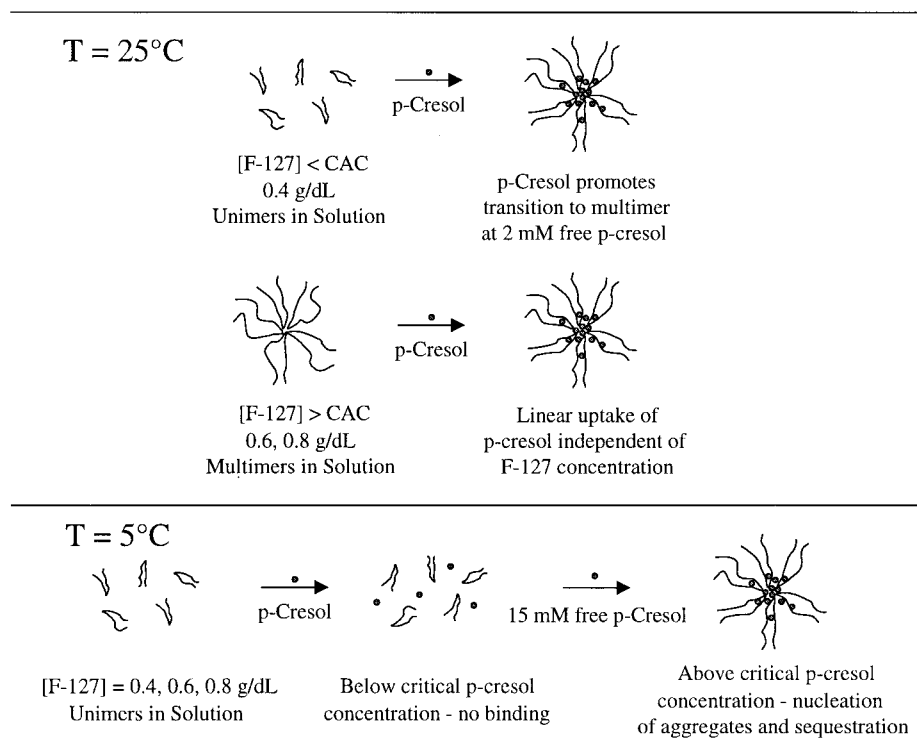 T = 25°C
p-Cresol
[F-127] < CAC
0.4 g/dL
Unimers in Solution
p-Cresol promotes
transition to multimer
at 2 mM free p-cresol
p-Cresol
[F-127] > CAC
0.6, 0.8 g/dL
Multimers in Solution
Linear uptake of
p-cresol independent of
F-127 concentration
T = 5°C
p-Cresol
15 mM free p-Cresol
[F-127] = 0.4, 0.6, 0.8 g/dL
Unimers in Solution
Below critical p-cresol
concentration - no binding
Above critical p-cresol
concentration - nucleation
of aggregates and sequestration